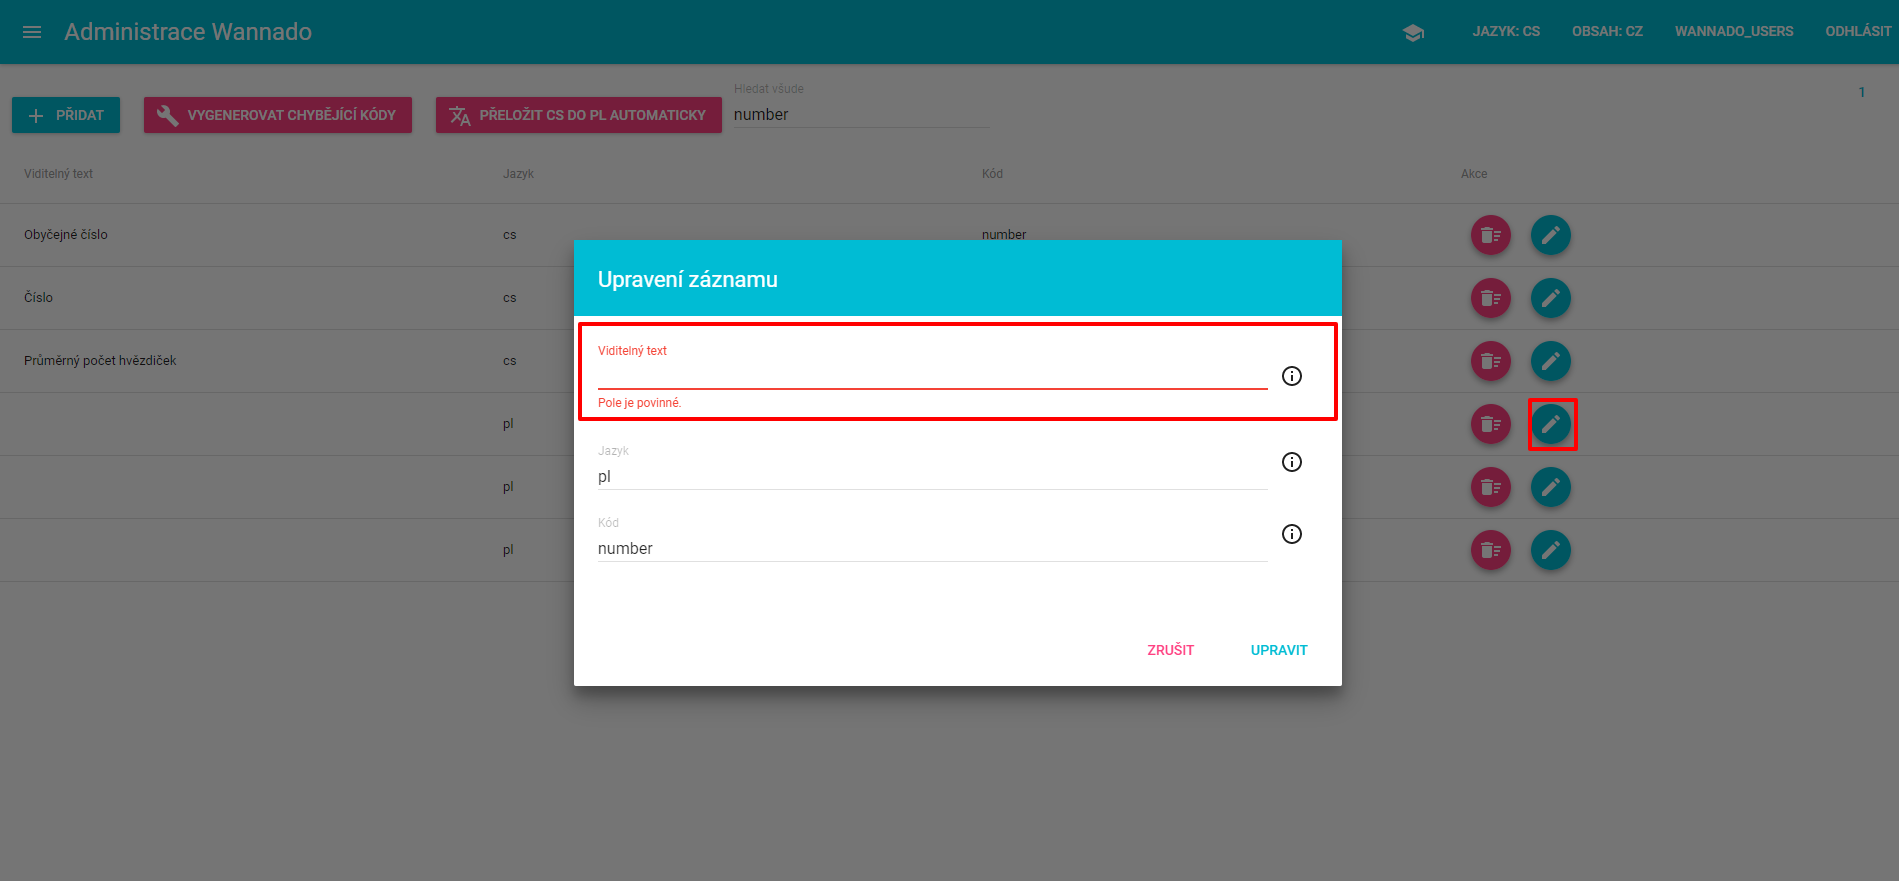 Administrace Wannado
JAZYK: CS
OBSAH: CZ
WANNADO_USERS
ODHLÁSIT
PŘIDAT
VYGENEROVAT CHYBĚJÍCÍ KÓDY
PŘELOŽIT CS DO PL AUTOMATICKY
Hledat všude
number
1
Viditelný text
Jazyk
Kód
Akce
Obyčejné číslo
cs
number
Číslo
cs
Průměrný počet hvězdiček
cs
pl
pl
pl
Upravení záznamu
Viditelný text
Pole je povinné.
Jazyk
pl
Kód
number
ZRUŠIT
UPRAVIT